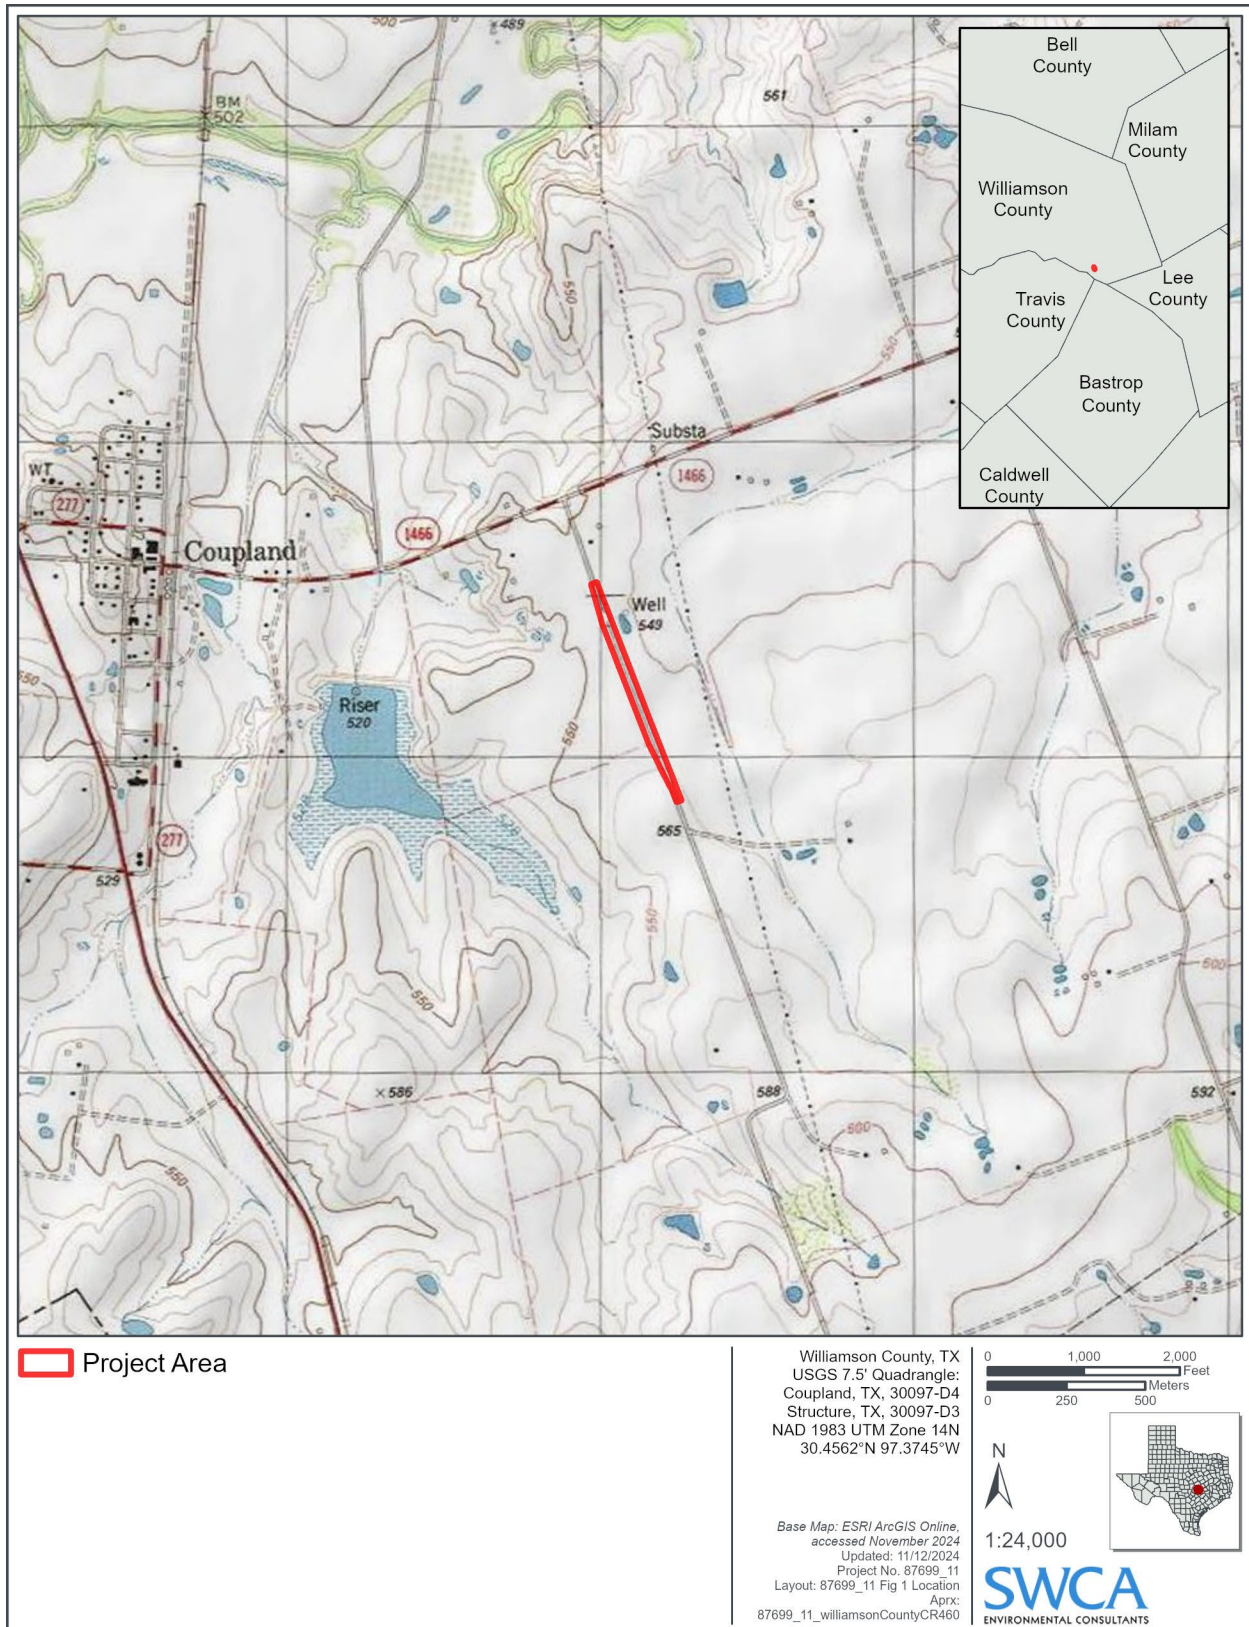 500
489
BM
502
561
550
550
Substa
1466
WT
277
1466
Coupland
Well
549
550
Riser
520
550
565
277
529
550
550
600
586
588
592
600
550
Bell
County
Milam
County
Williamson
County
Lee
County
Travis
County
Bastrop
County
Caldwell
County
Project Area
Williamson County, TX
USGS 7.5' Quadrangle:
Coupland, TX, 30097-D4
Structure, TX, 30097-D3
NAD 1983 UTM Zone 14N
30.4562°N 97.3745°W
Base Map: ESRI ArcGIS Online,
accessed November 2024
Updated: 11/12/2024
Project No. 87699_11
Layout: 87699_11 Fig 1 Location
Aprx:
87699_11_williamsonCountyCR460
0 1,000 2,000
Feet
Meters
0 250 500
N
1:24,000
SWCA
ENVIRONMENTAL CONSULTANTS